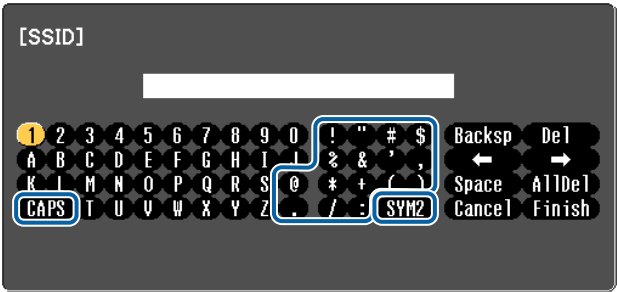 [SSID]
1 2 3 4 5 6 7 8 9 0 ! " # $ Backsp Del
A B C D E F G H I J % & ' , ← →
K L M N O P Q R S @ * + ( ) Space AllDel
CAPS T U V W X Y Z . / : SYM2 Cancel Finish